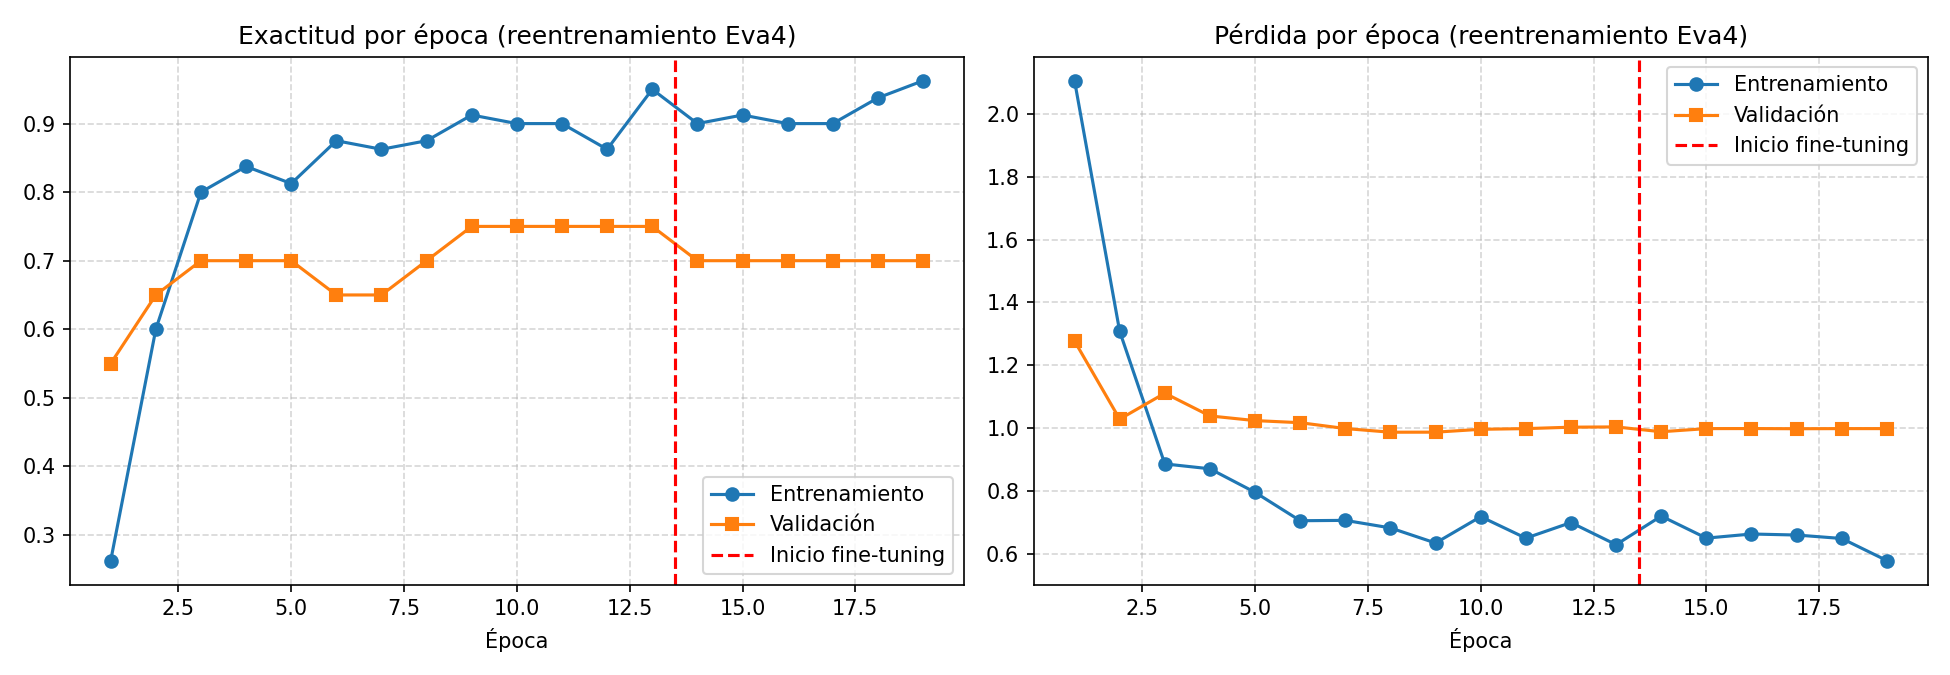 Exactitud por época (reentrenamiento Eva4)
0.9
0.8
0.7
0.6
0.5
0.4
0.3
Entrenamiento
Validación
Inicio fine-tuning
2.5 5.0 7.5 10.0 12.5 15.0 17.5
Época
Pérdida por época (reentrenamiento Eva4)
Entrenamiento
Validación
Inicio fine-tuning
2.0
1.8
1.6
1.4
1.2
1.0
0.8
0.6
2.5 5.0 7.5 10.0 12.5 15.0 17.5
Época